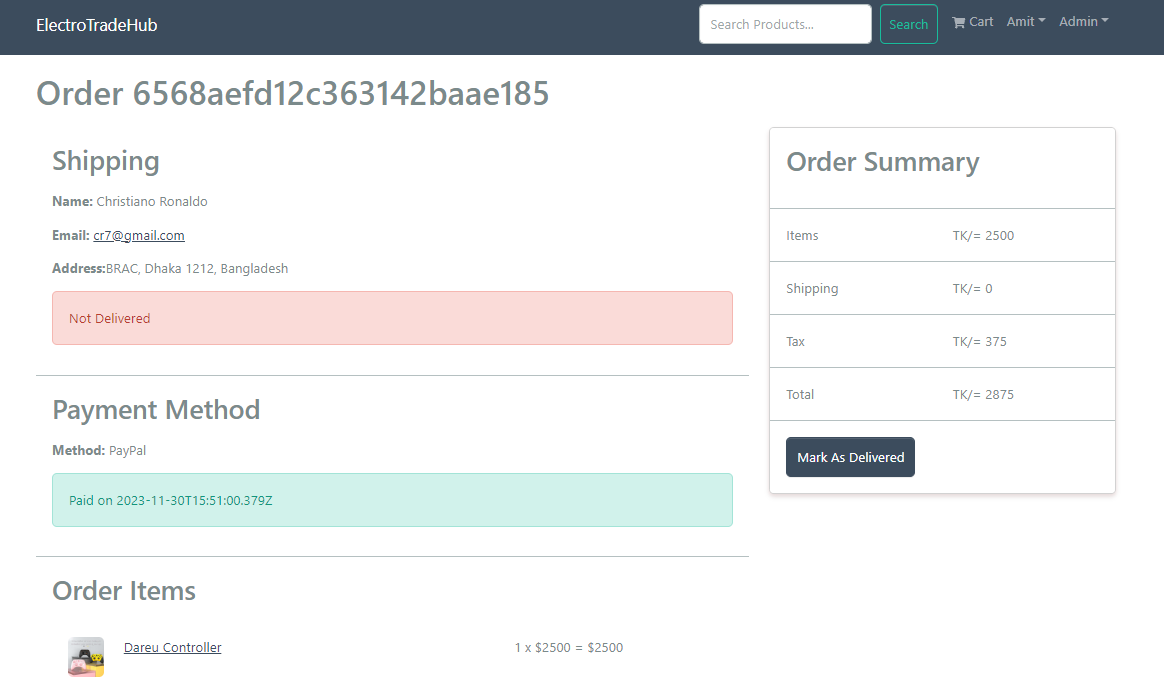 ElectroTradeHub
Search Products...
Search
Cart
Amit
Admin
Order 6568aefd12c363142baae185
Shipping
Name: Christiano Ronaldo
Email: cr7@gmail.com
Address:BRAC, Dhaka 1212, Bangladesh
Not Delivered
Payment Method
Method: PayPal
Paid on 2023-11-30T15:51:00.379Z
Order Items
Dareu Controller
1 x $2500 = $2500
Order Summary
Items TK/= 2500
Shipping TK/= 0
Tax TK/= 375
Total TK/= 2875
Mark As Delivered